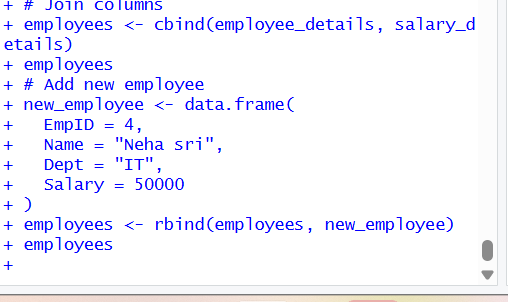 + # Join columns
+ employees <- cbind(employee_details, salary_d
etails)
+ employees
+ # Add new employee
+ new_employee <- data.frame(
+   EmpID = 4,
+   Name = "Neha sri",
+   Dept = "IT",
+   Salary = 50000
+ )
+ employees <- rbind(employees, new_employee)
+ employees
+